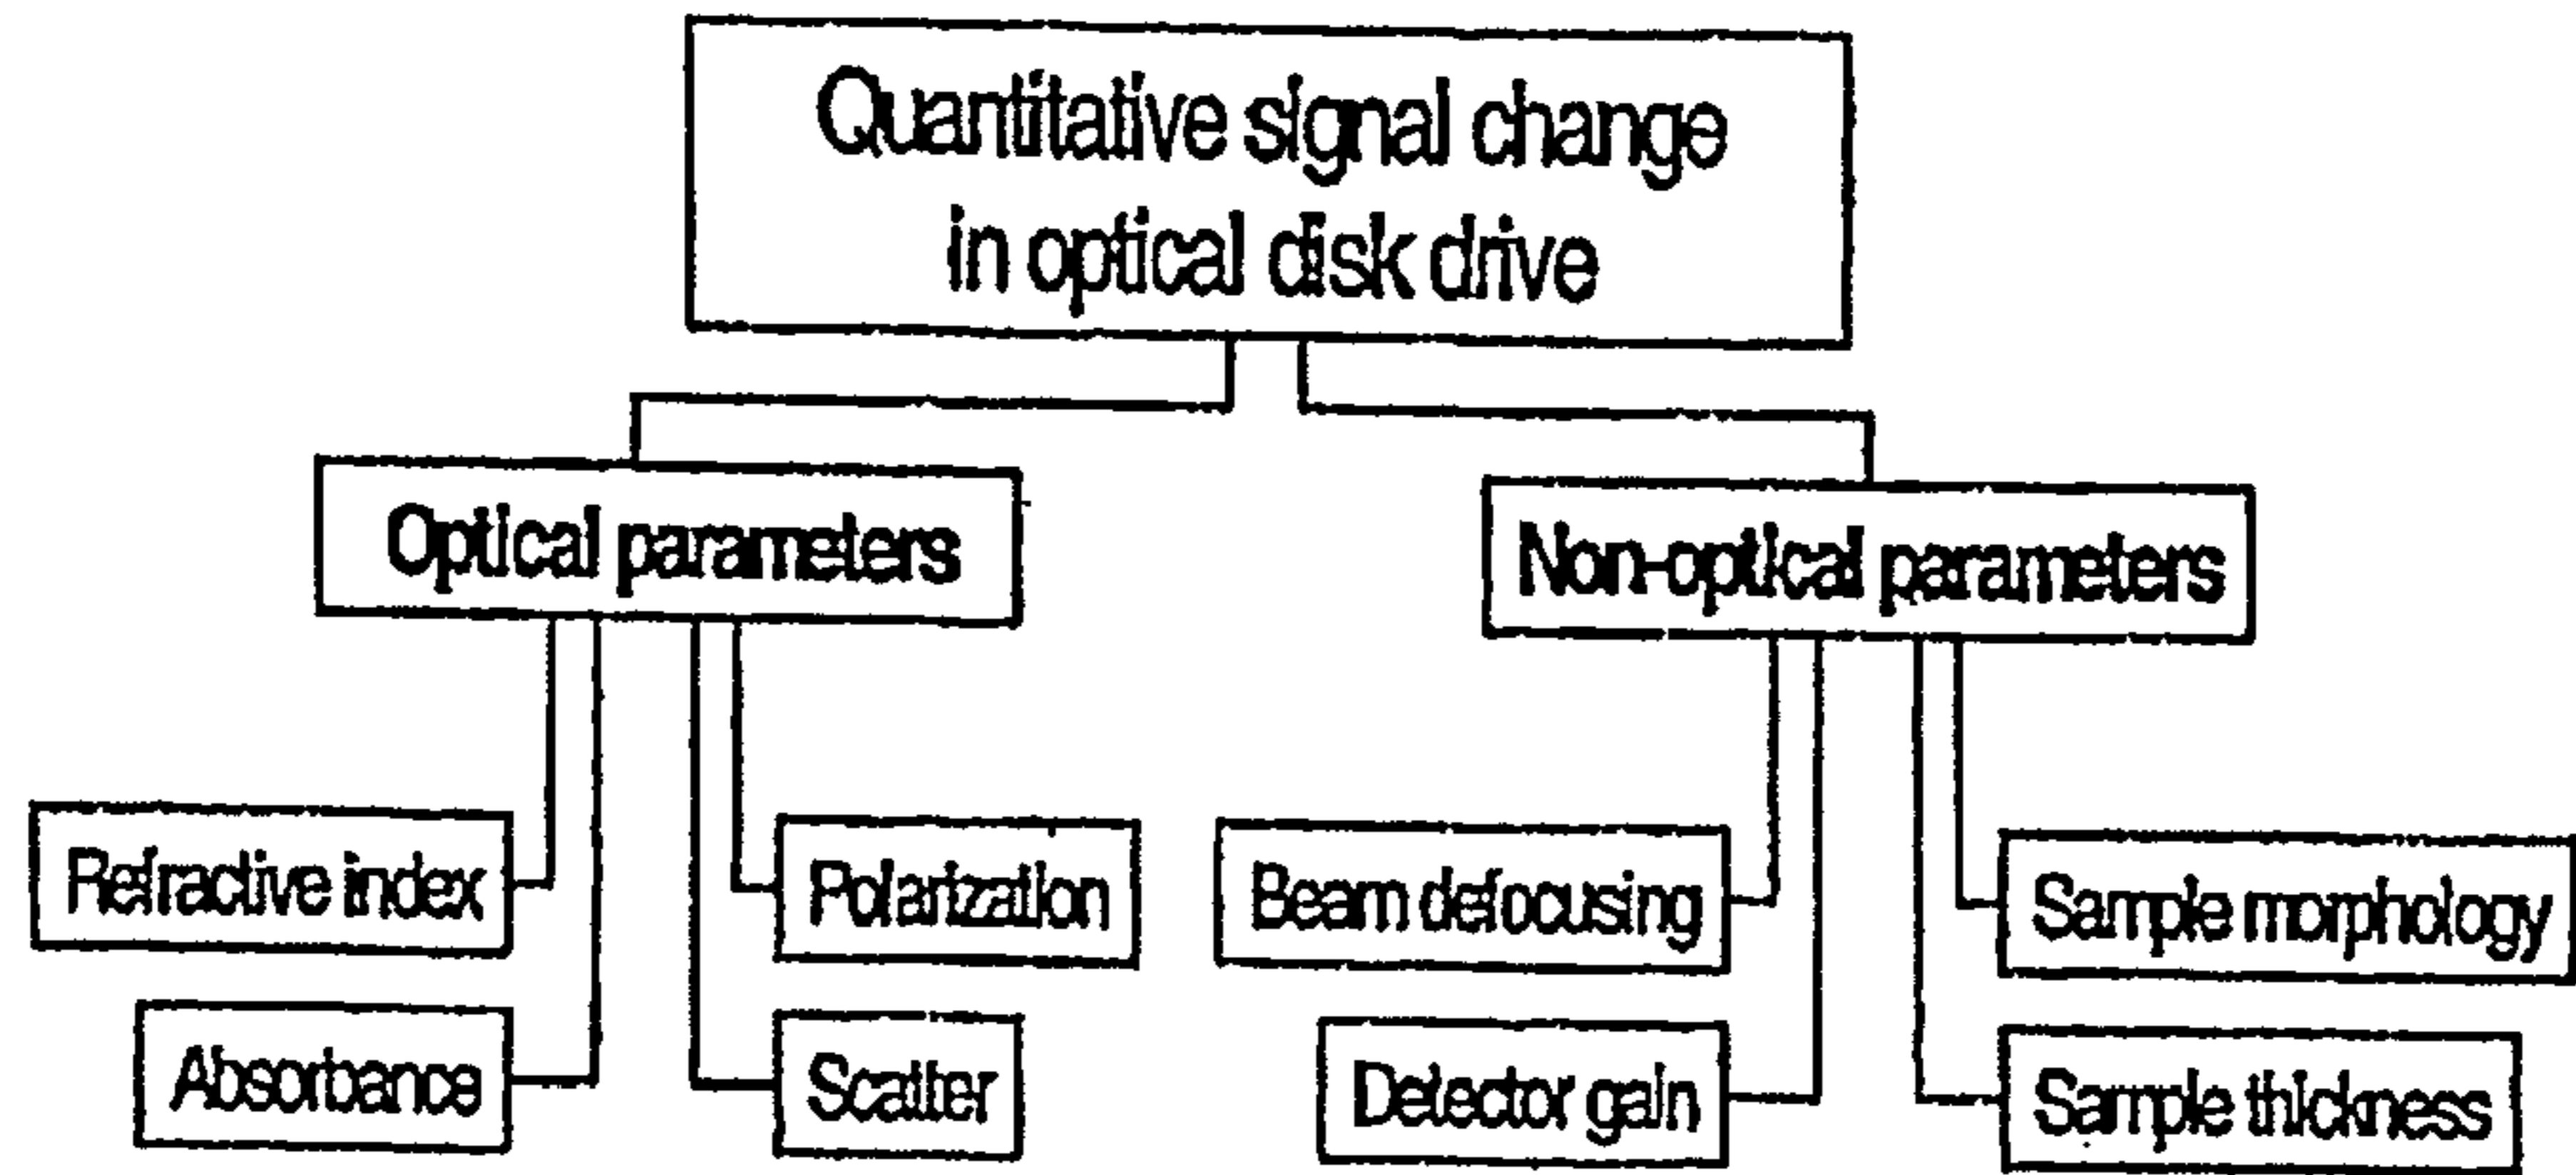 Quantitative signal change
in optical disk drive
Optical parameters
Non-optical parameters
Refractive index
Polarization
Beam defocusing
Sample morphology
Absorbance
Scatter
Detector gain
Sample thickness